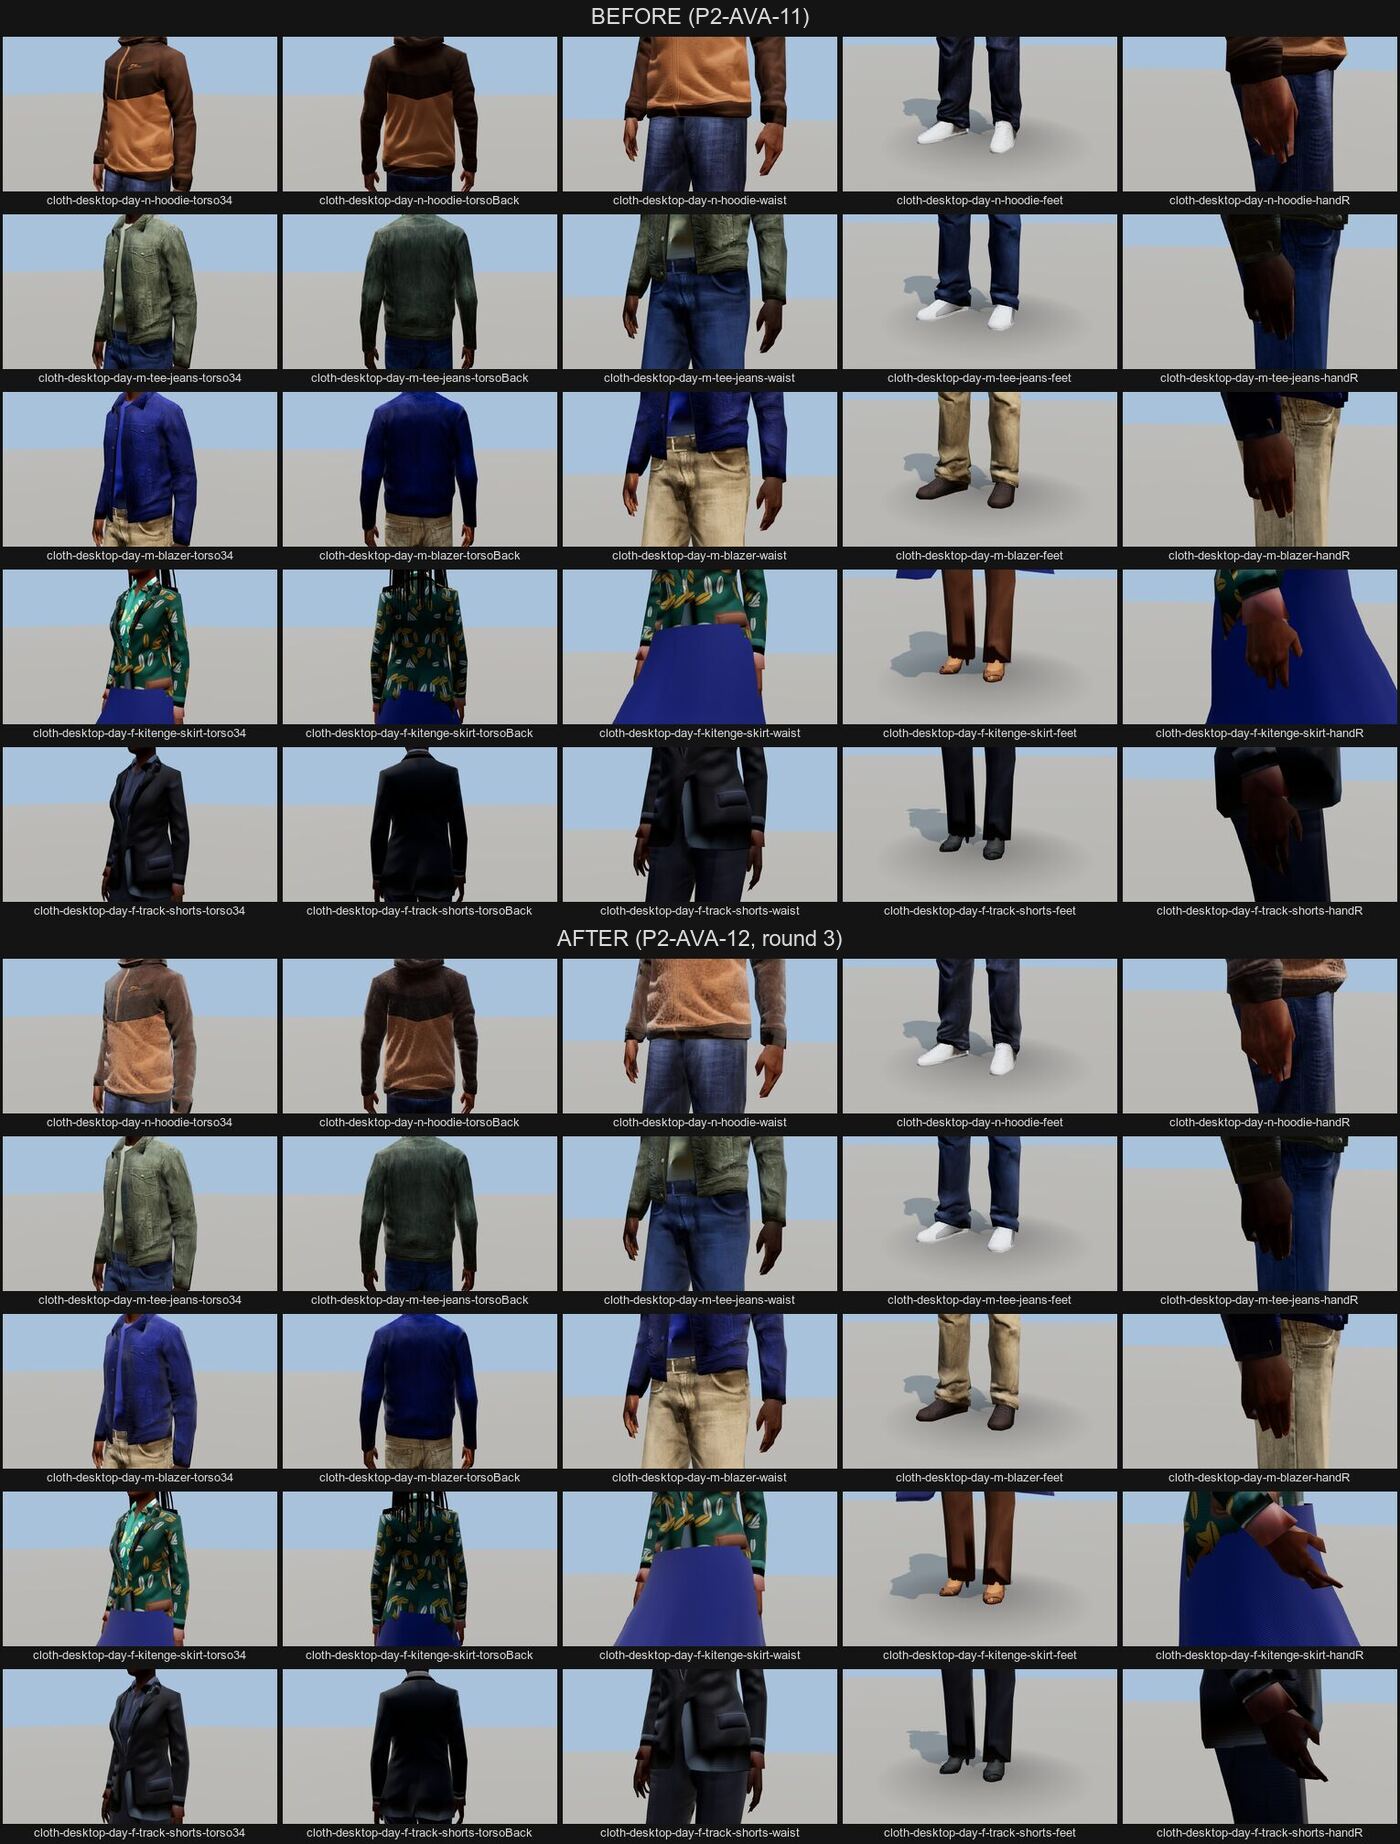 BEFORE (P2-AVA-11)
cloth-desktop-day-n-hoodie-torso34 cloth-desktop-day-n-hoodie-torsoBack cloth-desktop-day-n-hoodie-waist cloth-desktop-day-n-hoodie-feet cloth-desktop-day-n-hoodie-handR
cloth-desktop-day-m-tee-jeans-torso34 cloth-desktop-day-m-tee-jeans-torsoBack cloth-desktop-day-m-tee-jeans-waist cloth-desktop-day-m-tee-jeans-feet cloth-desktop-day-m-tee-jeans-handR
cloth-desktop-day-m-blazer-torso34 cloth-desktop-day-m-blazer-torsoBack cloth-desktop-day-m-blazer-waist cloth-desktop-day-m-blazer-feet cloth-desktop-day-m-blazer-handR
cloth-desktop-day-f-kitenge-skirt-torso34 cloth-desktop-day-f-kitenge-skirt-torsoBack cloth-desktop-day-f-kitenge-skirt-waist cloth-desktop-day-f-kitenge-skirt-feet cloth-desktop-day-f-kitenge-skirt-handR
cloth-desktop-day-f-track-shorts-torso34 cloth-desktop-day-f-track-shorts-torsoBack cloth-desktop-day-f-track-shorts-waist cloth-desktop-day-f-track-shorts-feet cloth-desktop-day-f-track-shorts-handR
AFTER (P2-AVA-12, round 3)
cloth-desktop-day-n-hoodie-torso34 cloth-desktop-day-n-hoodie-torsoBack cloth-desktop-day-n-hoodie-waist cloth-desktop-day-n-hoodie-feet cloth-desktop-day-n-hoodie-handR
cloth-desktop-day-m-tee-jeans-torso34 cloth-desktop-day-m-tee-jeans-torsoBack cloth-desktop-day-m-tee-jeans-waist cloth-desktop-day-m-tee-jeans-feet cloth-desktop-day-m-tee-jeans-handR
cloth-desktop-day-m-blazer-torso34 cloth-desktop-day-m-blazer-torsoBack cloth-desktop-day-m-blazer-waist cloth-desktop-day-m-blazer-feet cloth-desktop-day-m-blazer-handR
cloth-desktop-day-f-kitenge-skirt-torso34 cloth-desktop-day-f-kitenge-skirt-torsoBack cloth-desktop-day-f-kitenge-skirt-waist cloth-desktop-day-f-kitenge-skirt-feet cloth-desktop-day-f-kitenge-skirt-handR
cloth-desktop-day-f-track-shorts-torso34 cloth-desktop-day-f-track-shorts-torsoBack cloth-desktop-day-f-track-shorts-waist cloth-desktop-day-f-track-shorts-feet cloth-desktop-day-f-track-shorts-handR